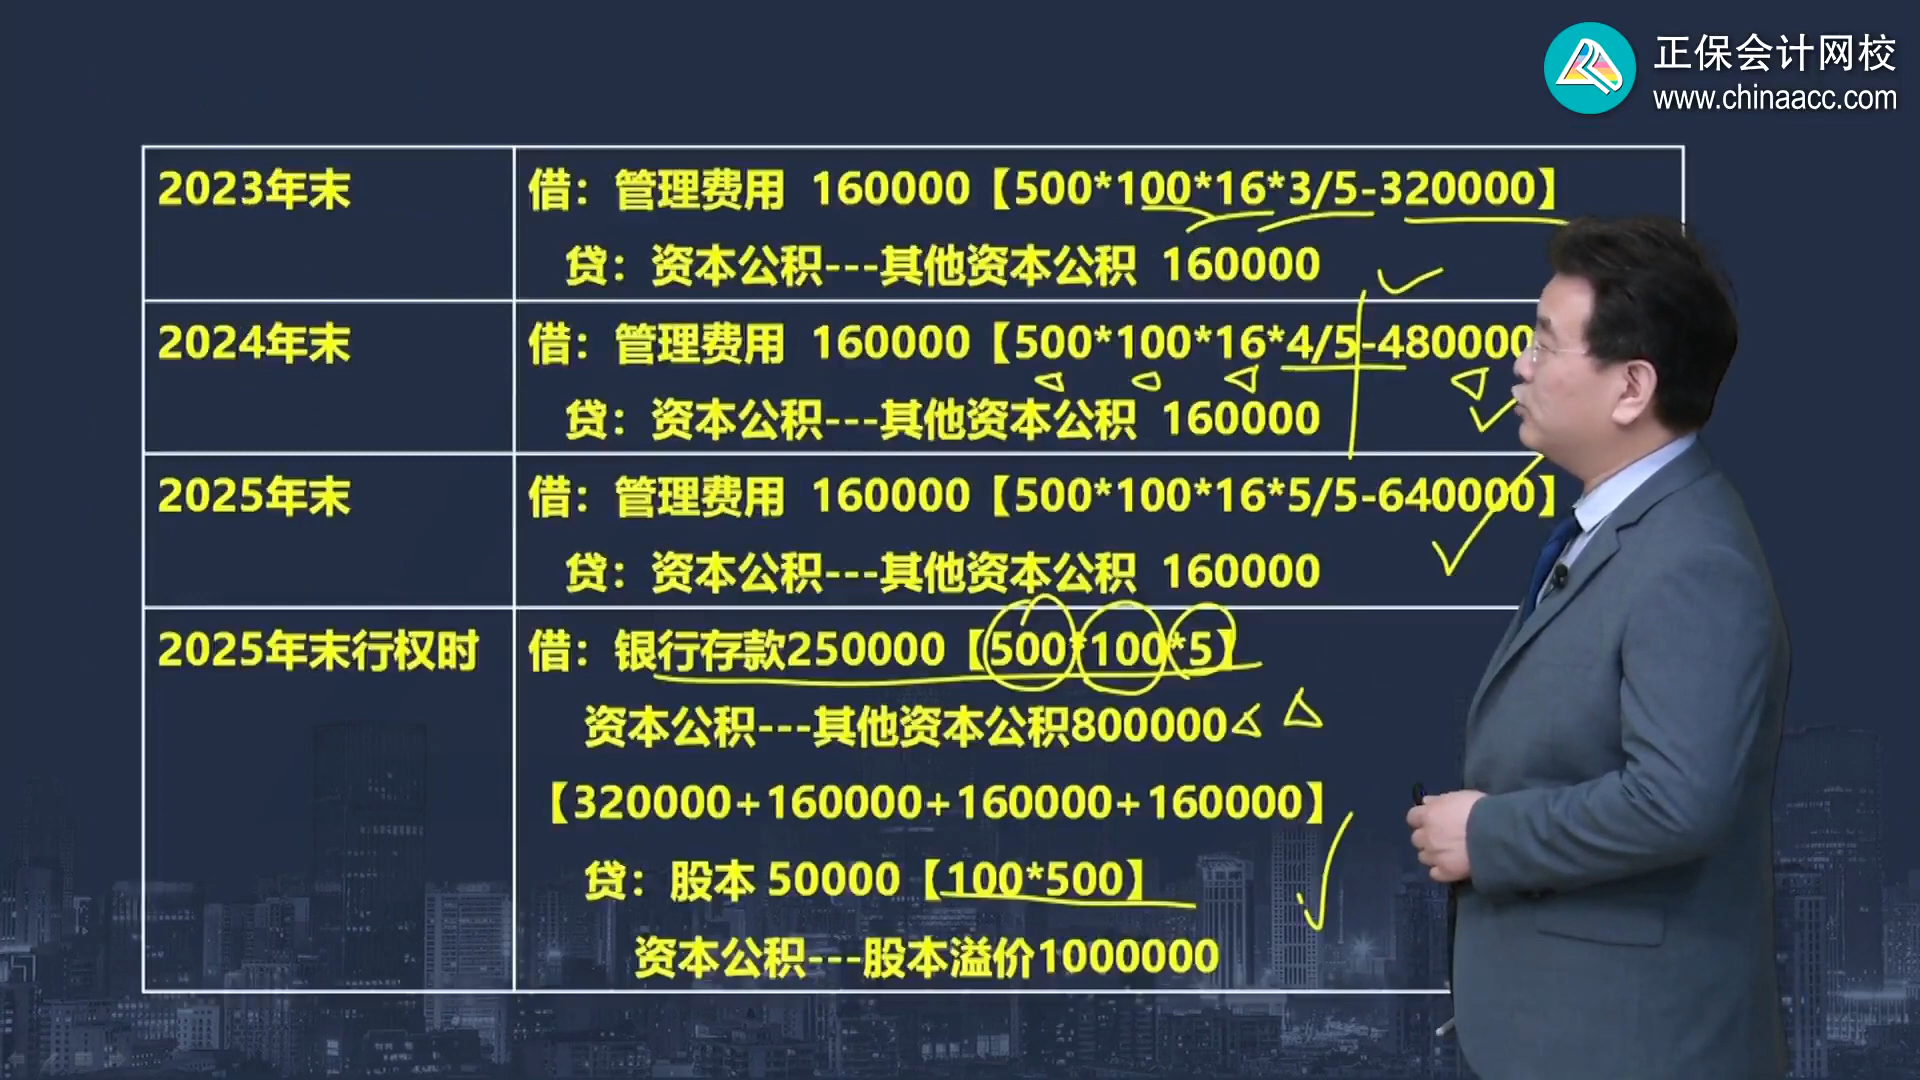 正保会计网校
www.chinaacc.com
2023年末
借：管理费用 160000【500*100*16*3/5-320000】
贷：资本公积---其他资本公积 160000
2024年末
借：管理费用 160000【500*100*16*4/5-480000
贷：资本公积---其他资本公积 160000
2025年末
借：管理费用 160000【500*100*16*5/5-640000】
贷：资本公积---其他资本公积 160000
2025年末行权时
借：银行存款250000【500*100*5】
资本公积---其他资本公积800000
【320000+160000+160000+160000】
贷：股本 50000【100*500】
资本公积---股本溢价1000000